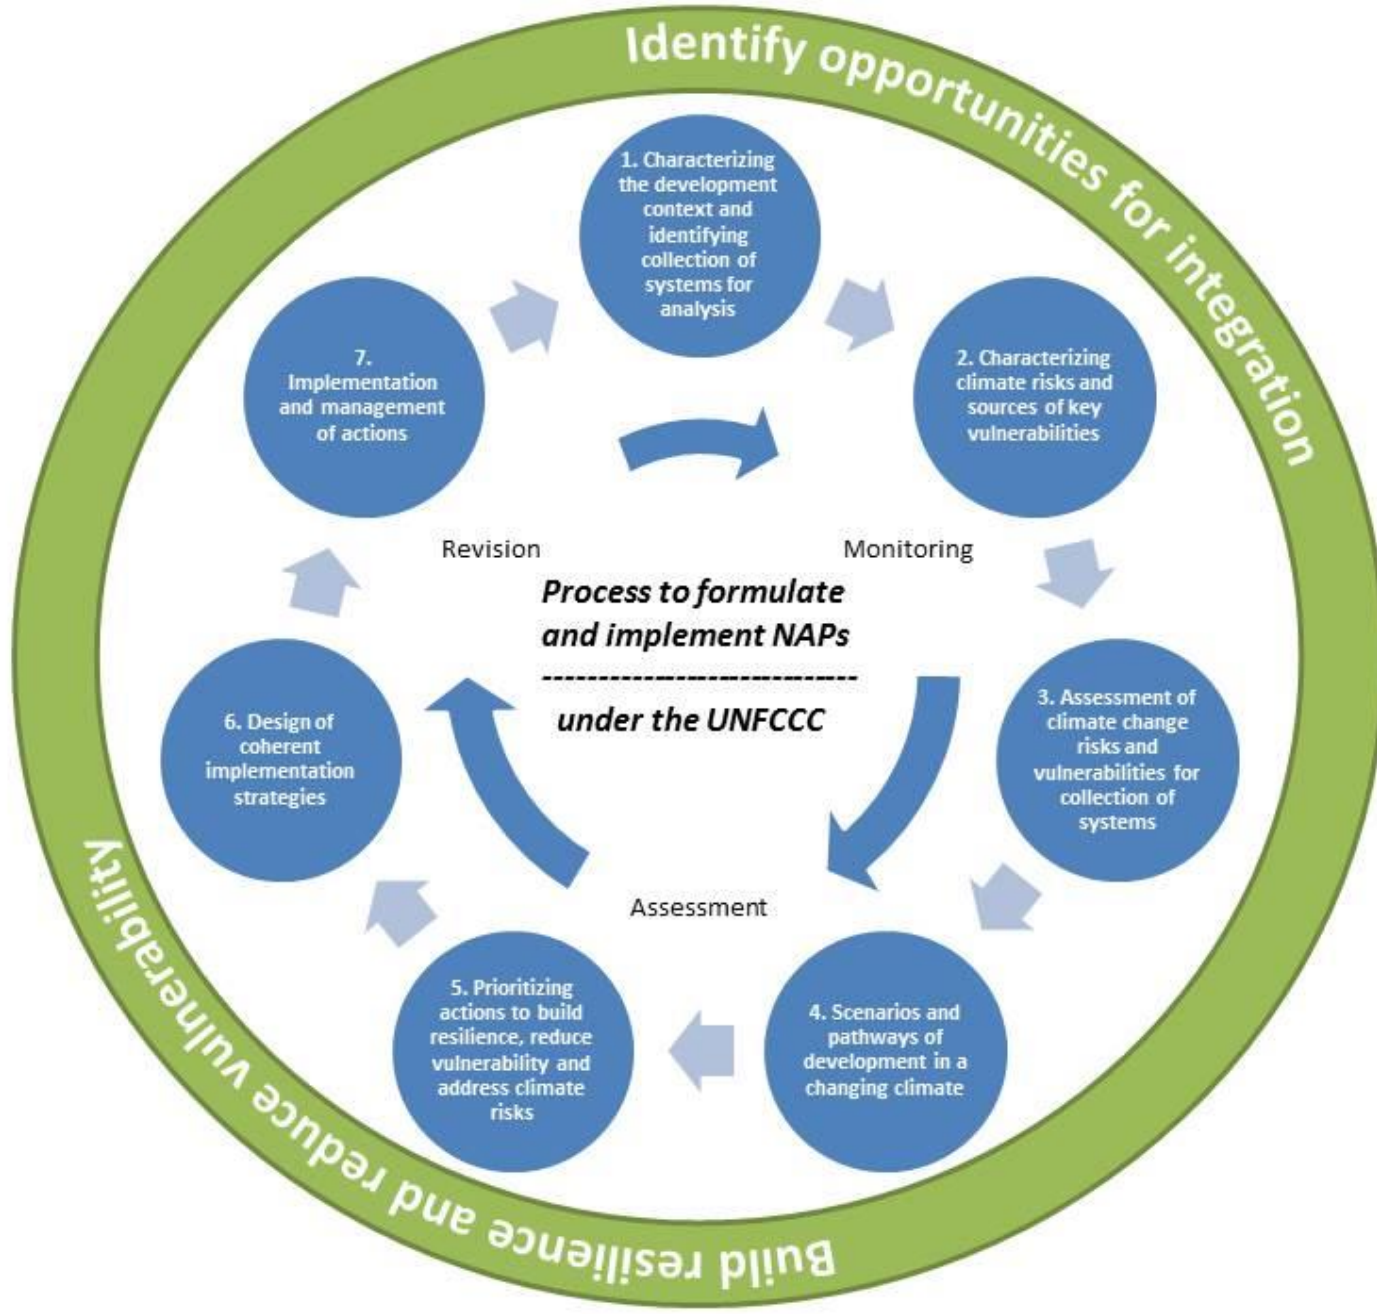 Identify opportunities for integration
1. Characterizing
the development
context and
identifying
collection of
systems for
analysis
2. Characterizing
climate risks and
sources of key
vulnerabilities
3. Assessment of
climate change
risks and
vulnerabilities for
collection of
systems
4. Scenarios and
pathways of
development in a
changing climate
5. Prioritizing
actions to build
resilience, reduce
vulnerability and
address climate
risks
6. Design of
coherent
implementation
strategies
7.
Implementation
and management
of actions
Revision
Monitoring
Process to formulate
and implement NAPs
-----------------------------
under the UNFCCC
Assessment
Build resilience and reduce vulnerability